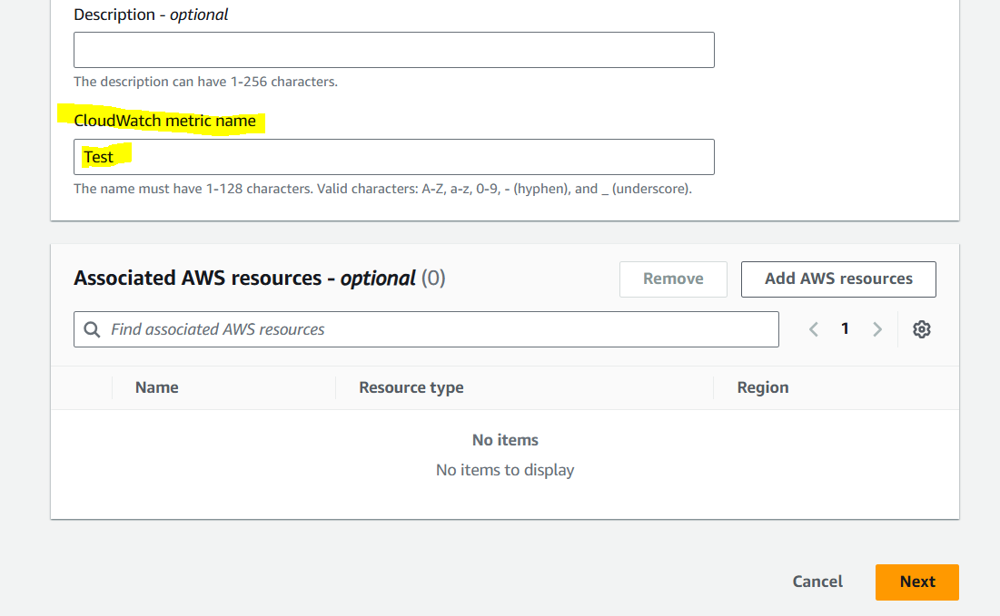 Description - optional
The description can have 1-256 characters.
CloudWatch metric name
Test
The name must have 1-128 characters. Valid characters: A-Z, a-z, 0-9, - (hyphen), and _ (underscore).
Associated AWS resources - optional (0)
Remove
Add AWS resources
Find associated AWS resources
1
Name Resource type Region
No items
No items to display
Cancel
Next